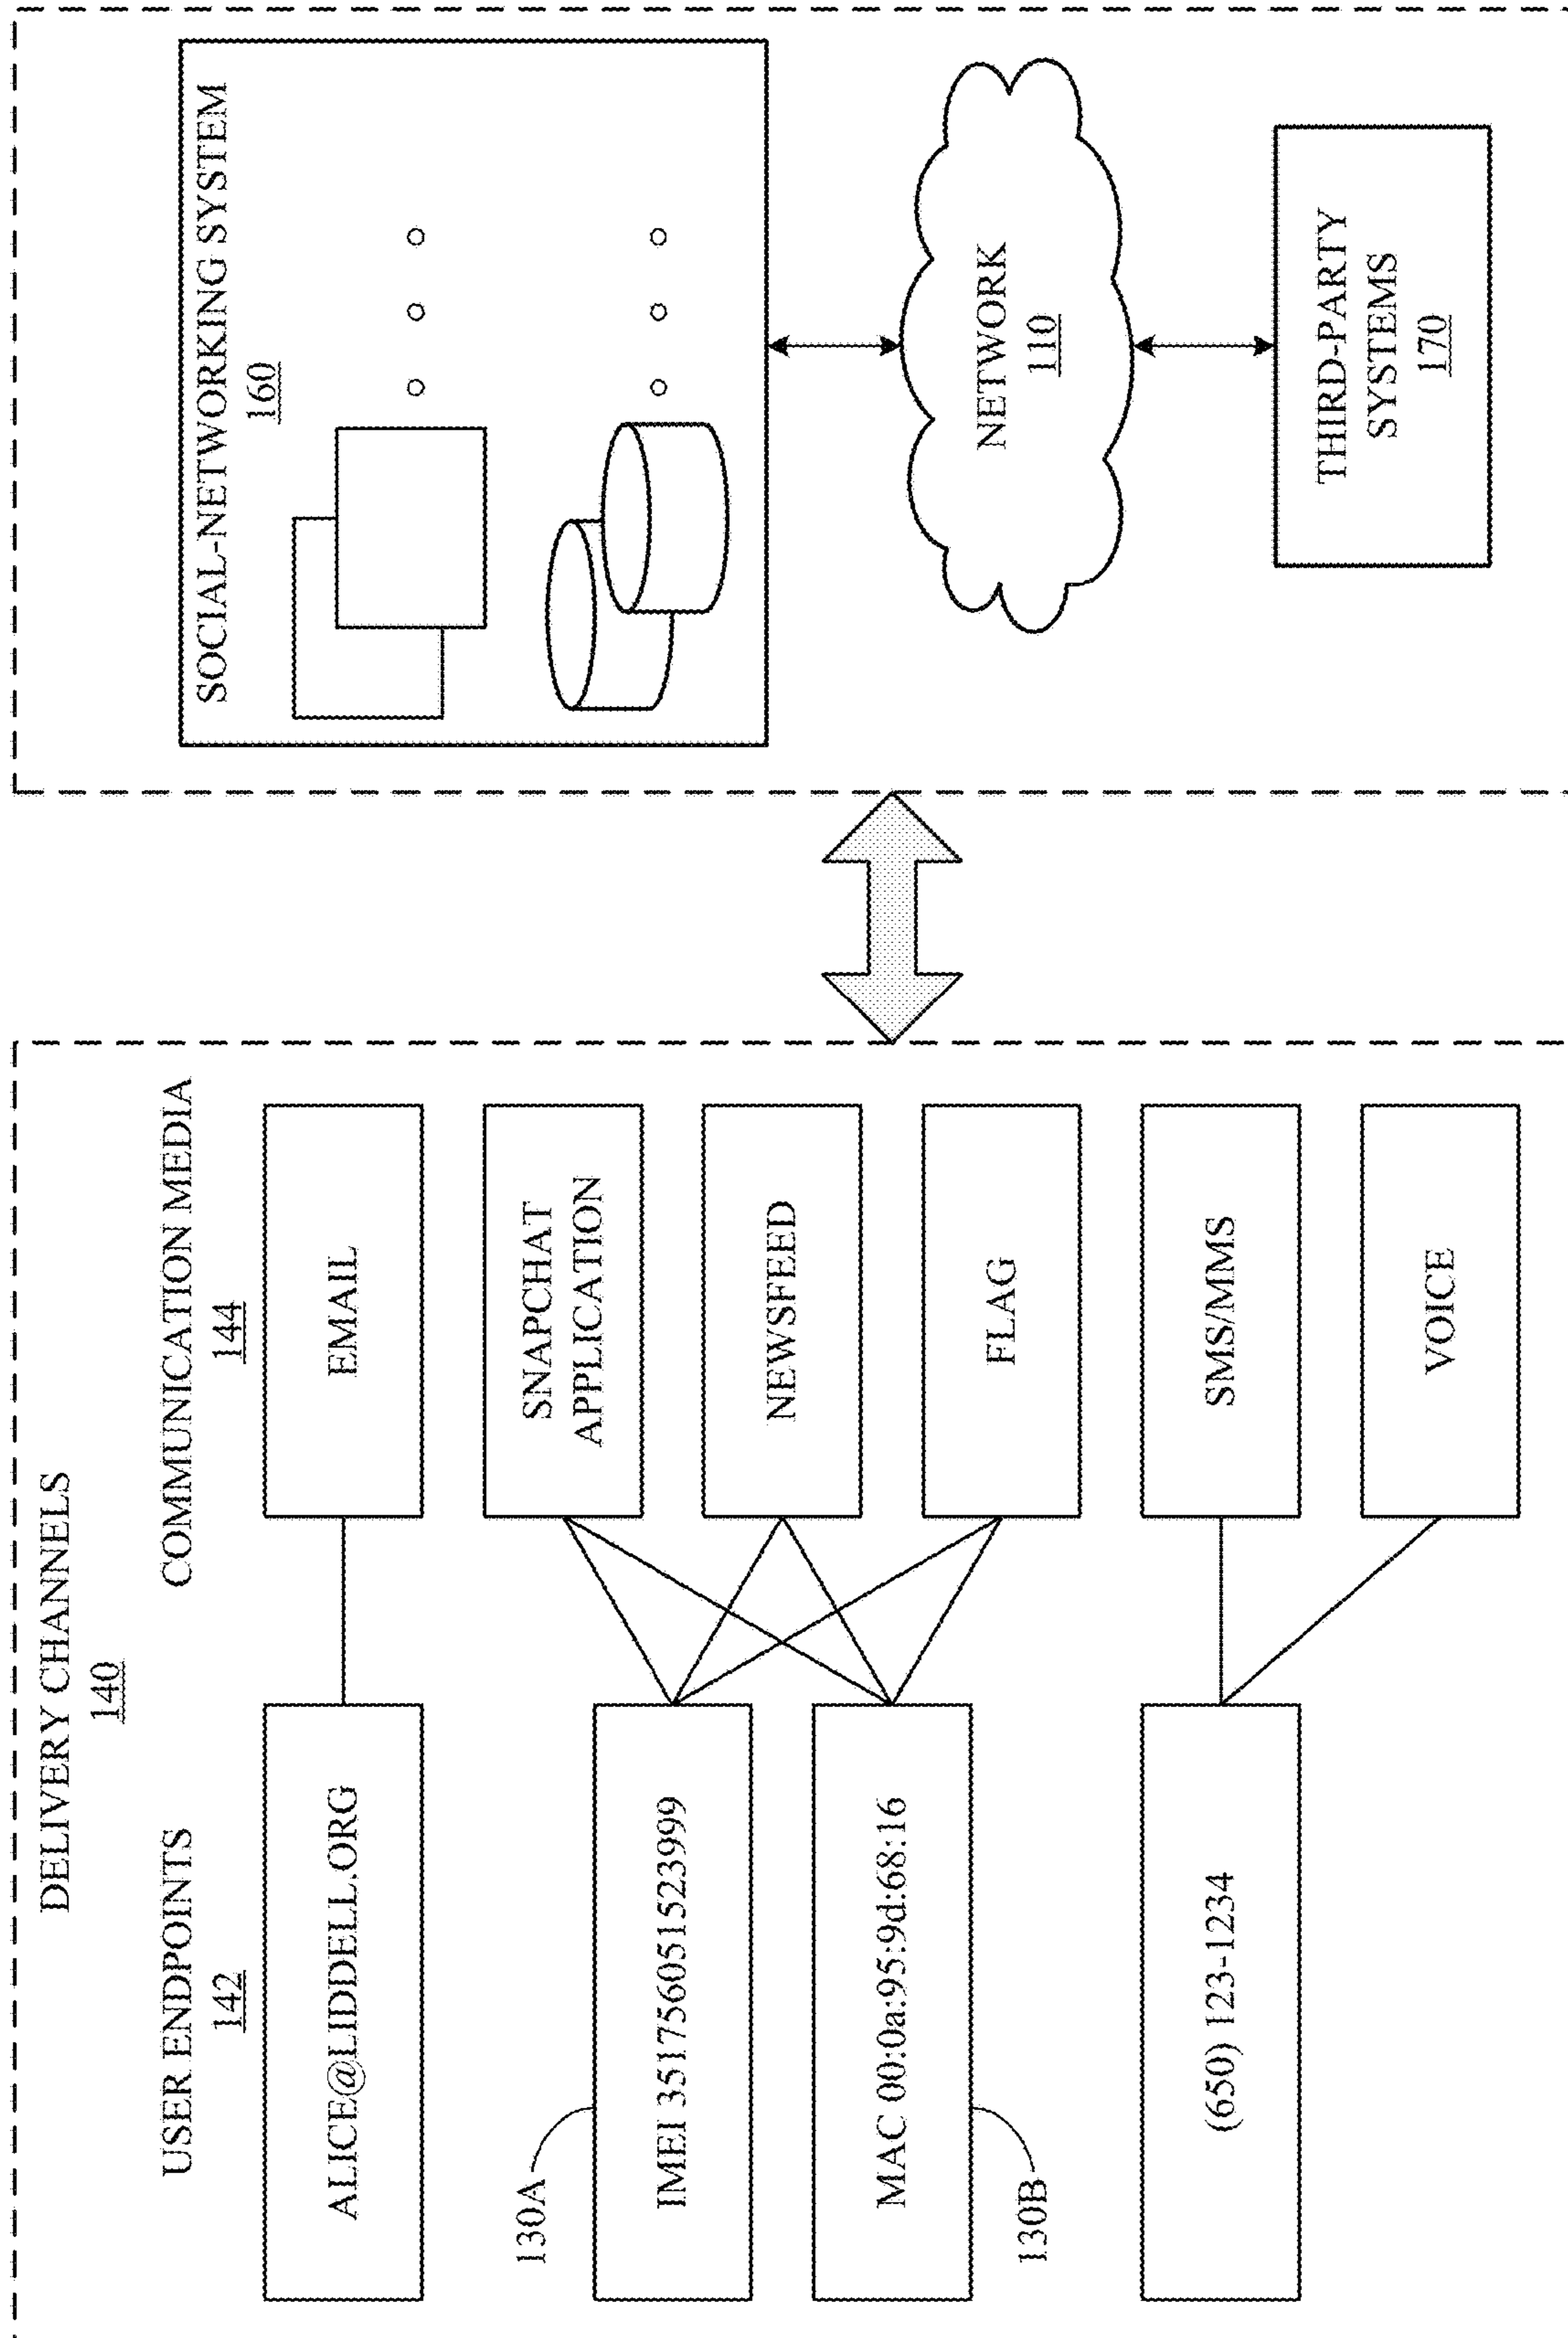 DELIVERY CHANNELS
140
USER ENDPOINTS
142
COMMUNICATION MEDIA
144
ALICE@LIDDELL.ORG
EMAIL
130A
IMEI 351756051523999
MAC 00:0a:95:9d:68:16
130B
SNAPCHAT
APPLICATION
NEWSFEED
FLAG
(650) 123-1234
SMS/MMS
VOICE
SOCIAL-NETWORKING SYSTEM
160
NETWORK
110
THIRD-PARTY
SYSTEMS
170